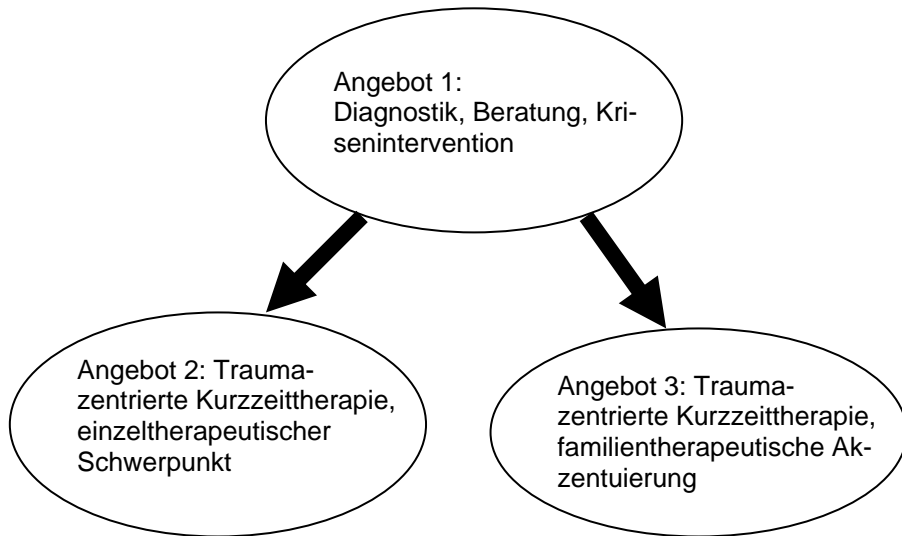 Angebot 1:
Diagnostik, Beratung, Kri-
senintervention
Angebot 2: Trauma-
zentrierte Kurzzeittherapie,
einzeltherapeutischer
Schwerpunkt
Angebot 3: Trauma-
zentrierte Kurzzeittherapie,
familientherapeutische Ak-
zentuierung